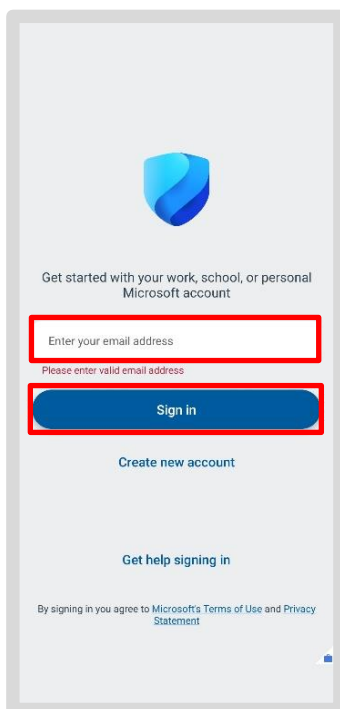 Get started with your work, school, or personal
Microsoft account
Enter your email address
Please enter valid email address
Sign in
Create new account
Get help signing in
By signing in you agree to Microsoft's Terms of Use and Privacy
Statement